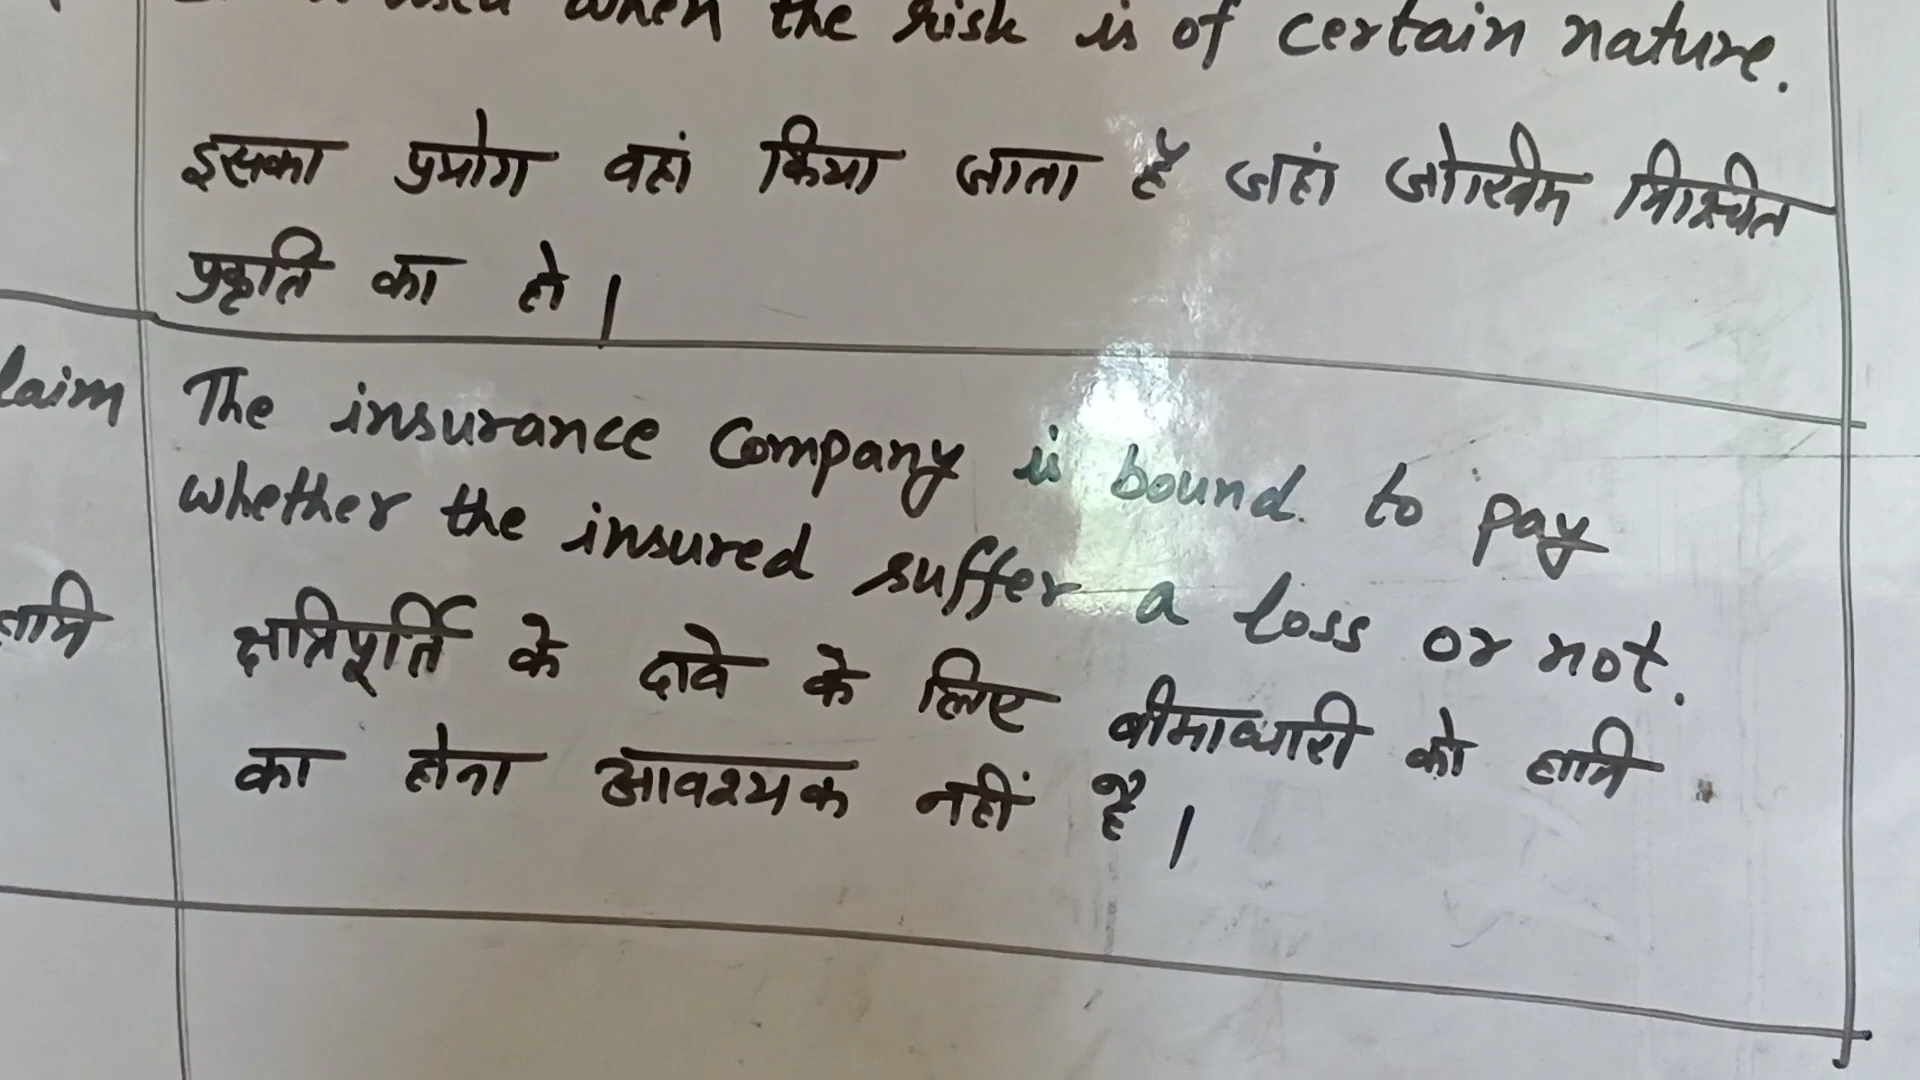 when the risk is of certain nature.
इसका प्रयोग वहां किया जाता है जहां जोखिम निश्चित
प्रकृति का हो।
laim The insurance Company is bound to pay
whether the insured suffer a loss or not.
क्षतिपूर्ति के दावे के लिए बीमाधारी को हानि
का होना आवश्यक नहीं है।